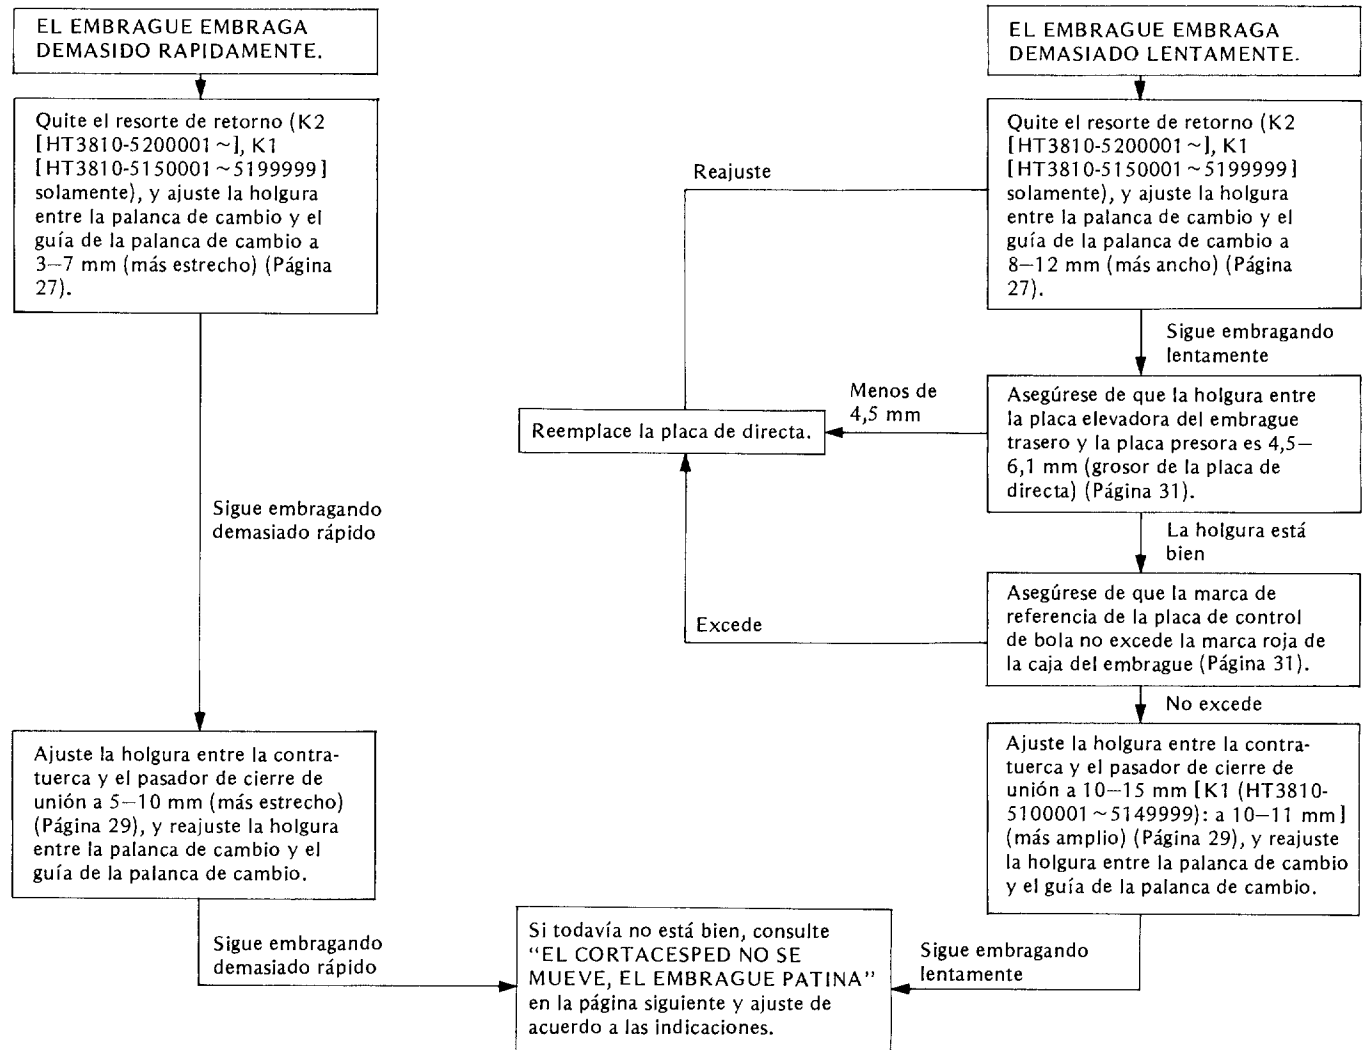 EL EMBRAGUE EMBRAGA
DEMASIDO RAPIDAMENTE.
Quite el resorte de retorno (K2
[HT3810-5200001~], K1
[HT3810-5150001~5199999]
solamente), y ajuste la holgura
entre la palanca de cambio y el
guía de la palanca de cambio a
3—7 mm (más estrecho) (Página
27).
Sigue embragando
demasiado rápido
Ajuste la holgura entre la contra-
tuerca y el pasador de cierre de
unión a 5—10 mm (más estrecho)
(Página 29), y reajuste la holgura
entre la palanca de cambio y el
guía de la palanca de cambio.
Sigue embragando
demasiado rápido
EL EMBRAGUE EMBRAGA
DEMASIADO LENTAMENTE.
Quite el resorte de retorno (K2
[HT3810-5200001~], K1
[HT3810-5150001~5199999]
solamente), y ajuste la holgura
entre la palanca de cambio y el
guía de la palanca de cambio a
8—12 mm (más ancho) (Página
27).
Sigue embragando
lentamente
Asegúrese de que la holgura entre
la placa elevadora del embrague
trasero y la placa presora es 4,5—
6,1 mm (grosor de la placa de
directa) (Página 31).
Menos de
4,5 mm
Reemplace la placa de directa.
Reajuste
La holgura está
bien
Asegúrese de que la marca de
referencia de la placa de control
de bola no excede la marca roja de
la caja del embrague (Página 31).
Excede
No excede
Ajuste la holgura entre la contra-
tuerca y el pasador de cierre de
unión a 10—15 mm [K1 (HT3810-
5100001~5149999): a 10—11 mm]
(más amplio) (Página 29), y reajuste
la holgura entre la palanca de cambio
y el guía de la palanca de cambio.
Sigue embragando
lentamente
Si todavía no está bien, consulte
“EL CORTACESPED NO SE
MUEVE, EL EMBRAGUE PATINA”
en la página siguiente y ajuste de
acuerdo a las indicaciones.